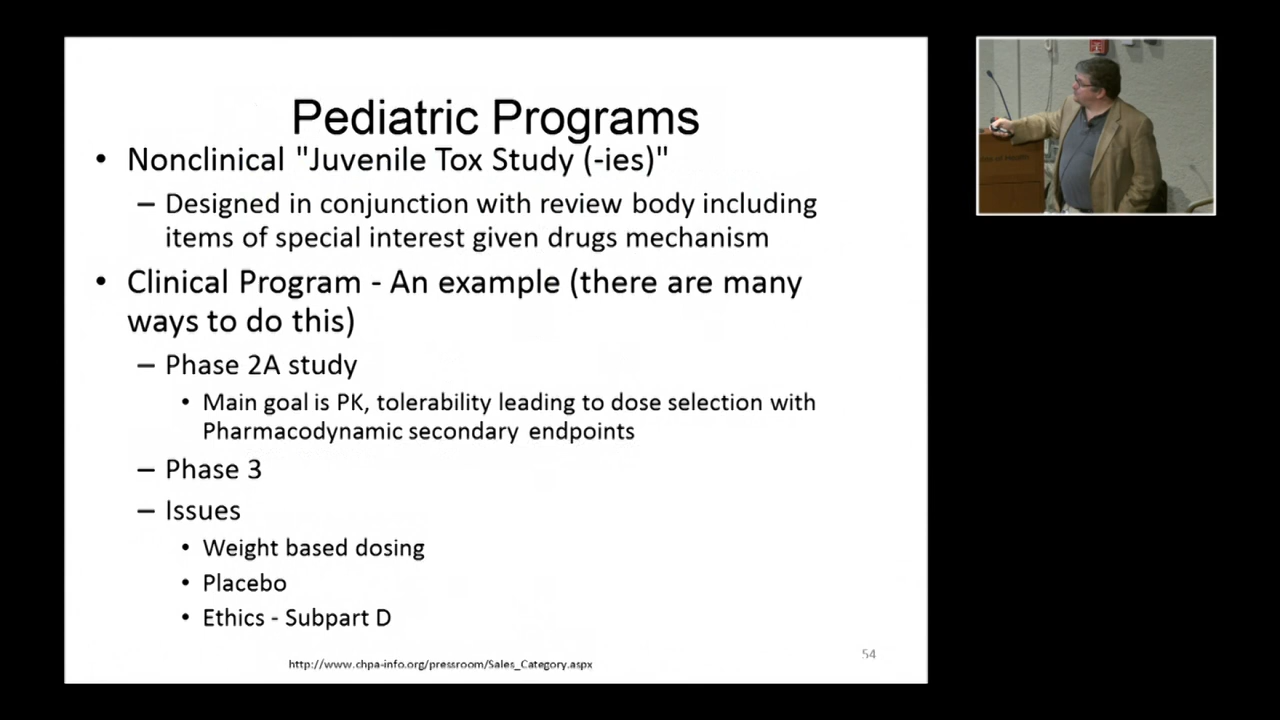 Pediatric Programs
• Nonclinical "Juvenile Tox Study (-ies)"
– Designed in conjunction with review body including
items of special interest given drugs mechanism
• Clinical Program - An example (there are many
ways to do this)
– Phase 2A study
• Main goal is PK, tolerability leading to dose selection with
Pharmacodynamic secondary endpoints
– Phase 3
– Issues
• Weight based dosing
• Placebo
• Ethics - Subpart D
http://www.chpa-info.org/pressroom/Sales_Category.aspx
54